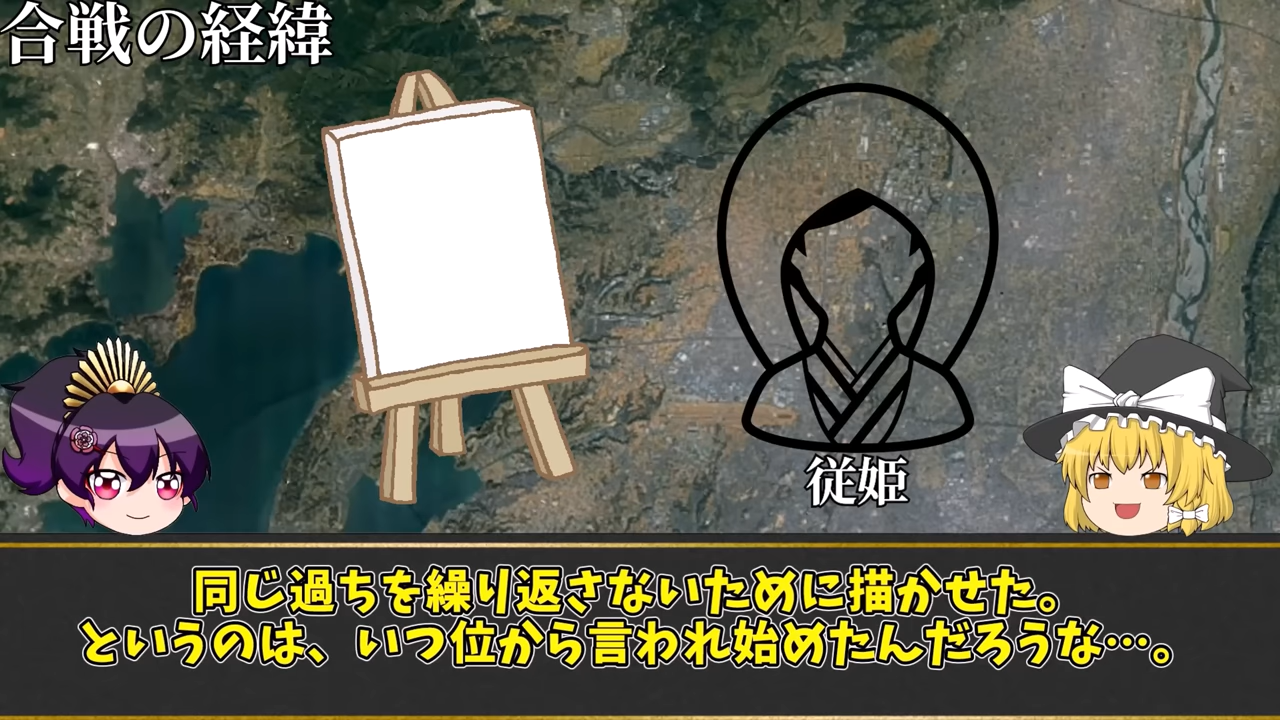 合戦の経緯
従姫
同じ過ちを繰り返さないために描かせた。
というのは、いつ位から言われ始めたんだろうな…。